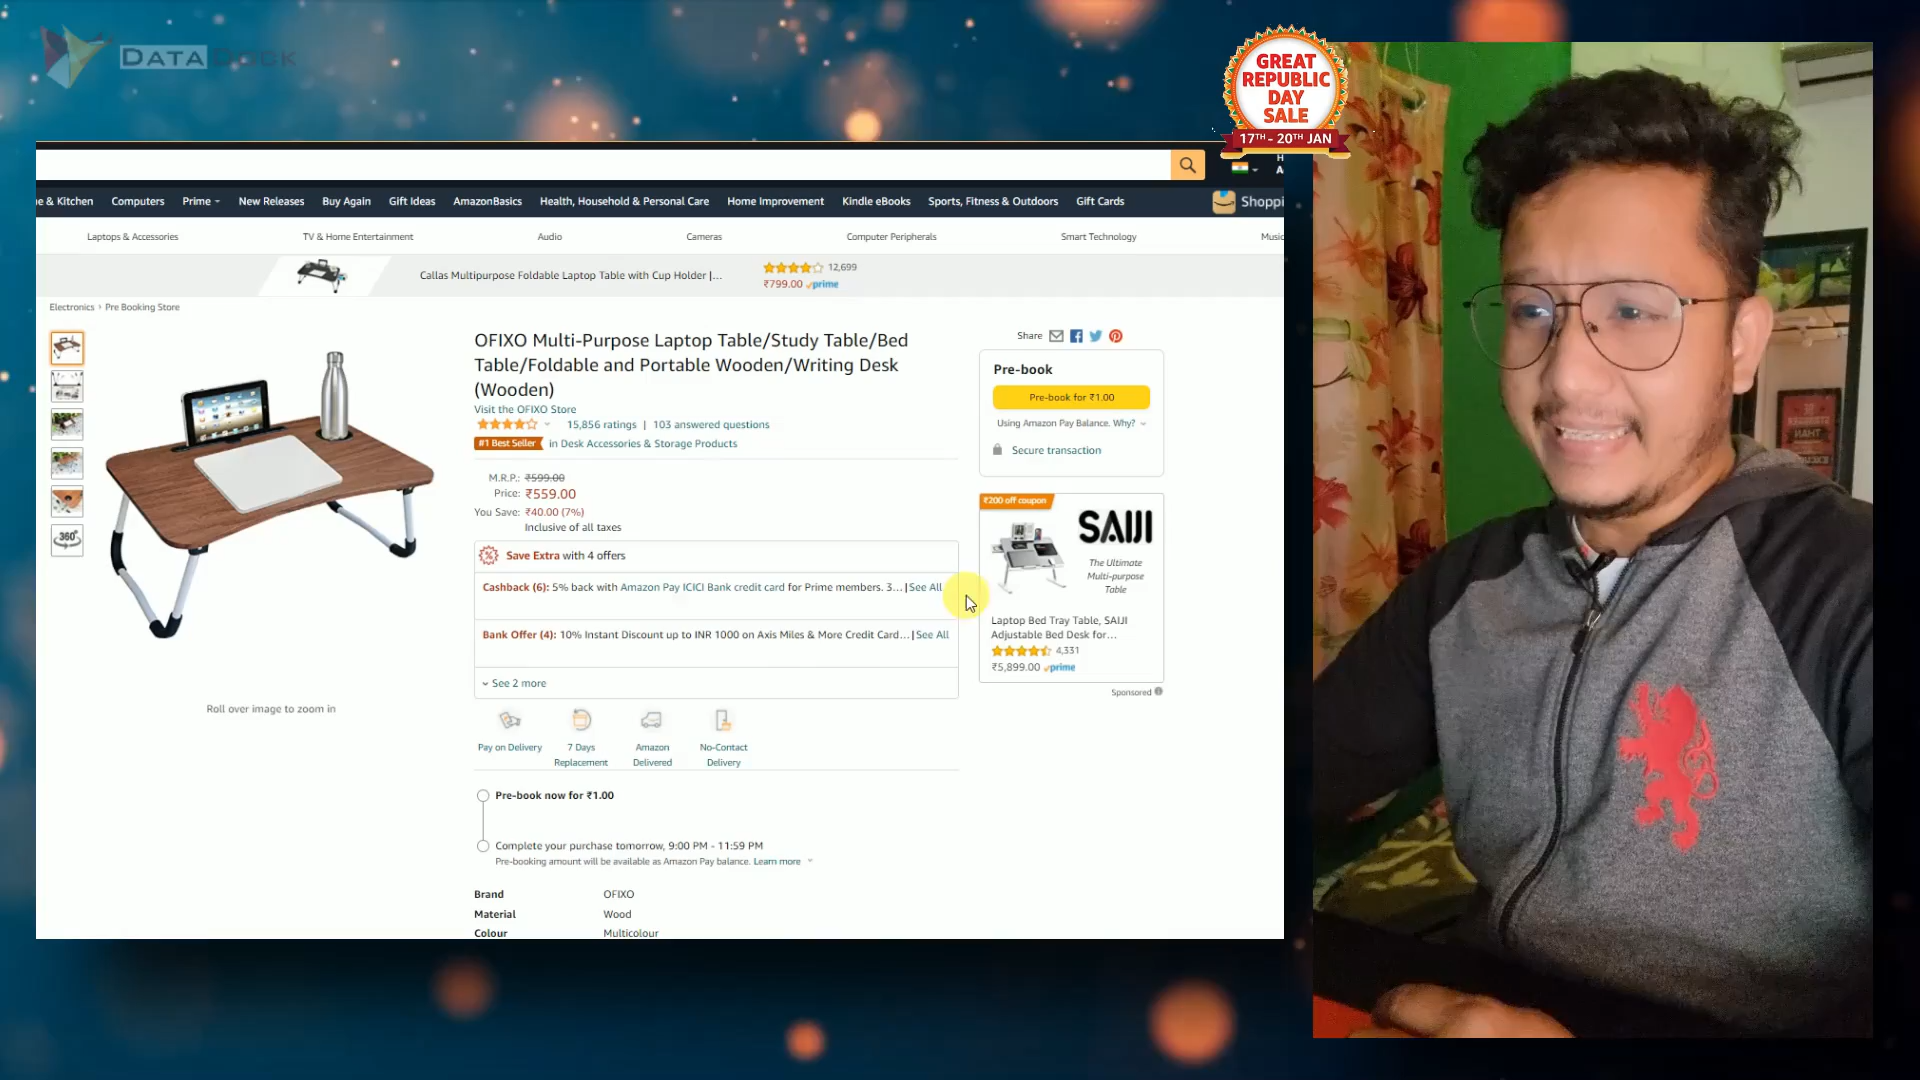 DATADOCK
GREAT
REPUBLIC
DAY
SALE
17TH - 20TH JAN
e & Kitchen Computers Prime New Releases Buy Again Gift Ideas AmazonBasics Health, Household & Personal Care Home Improvement Kindle eBooks Sports, Fitness & Outdoors Gift Cards Shoppi
Laptops & Accessories TV & Home Entertainment Audio Cameras Computer Peripherals Smart Technology Music
Callas Multipurpose Foldable Laptop Table with Cup Holder |... 12,699
₹799.00 prime
Electronics › Pre Booking Store
OFIXO Multi-Purpose Laptop Table/Study Table/Bed
Table/Foldable and Portable Wooden/Writing Desk
(Wooden)
Visit the OFIXO Store
15,856 ratings | 103 answered questions
#1 Best Seller in Desk Accessories & Storage Products
M.R.P.: ₹599.00
Price: ₹559.00
You Save: ₹40.00 (7%)
Inclusive of all taxes
Save Extra with 4 offers
Cashback (6): 5% back with Amazon Pay ICICI Bank credit card for Prime members. 3... | See All
Bank Offer (4): 10% Instant Discount up to INR 1000 on Axis Miles & More Credit Card... | See All
See 2 more
Pay on Delivery
7 Days
Replacement
Amazon
Delivered
No-Contact
Delivery
Pre-book now for ₹1.00
Complete your purchase tomorrow, 9:00 PM - 11:59 PM
Pre-booking amount will be available as Amazon Pay balance. Learn more
Brand OFIXO
Material Wood
Colour Multicolour
360°
Roll over image to zoom in
Share
Pre-book
Pre-book for ₹1.00
Using Amazon Pay Balance. Why?
Secure transaction
₹200 off coupon
SAIJI
The Ultimate
Multi-purpose
Table
Laptop Bed Tray Table, SAIJI
Adjustable Bed Desk for...
4,331
₹5,899.00 prime
Sponsored